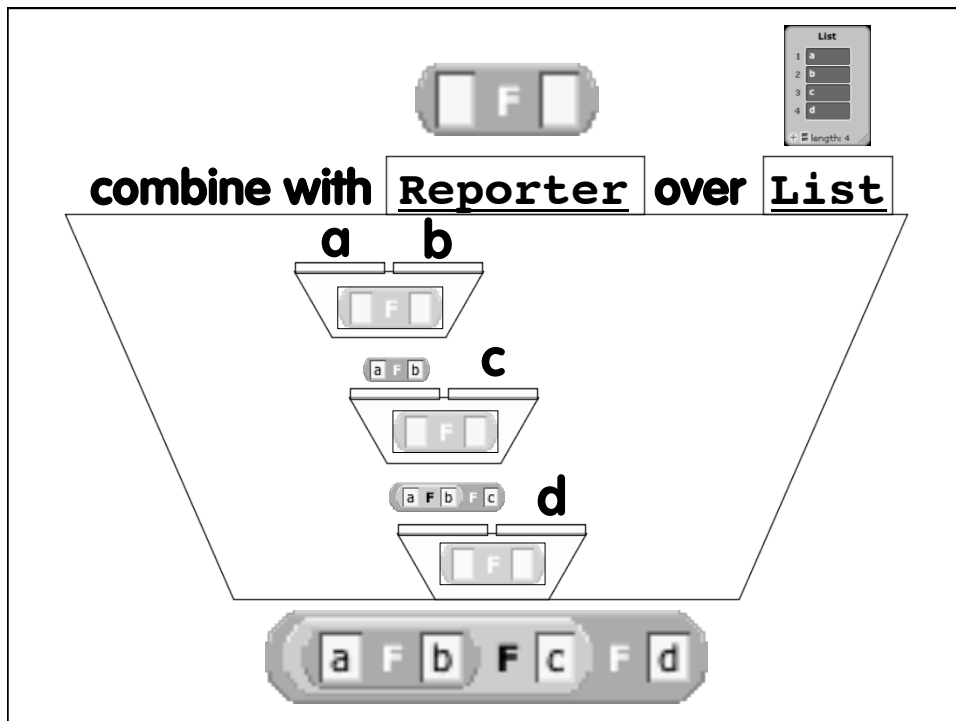 List
1 a
2 b
3 c
4 d
+ length: 4
F
combine with Reporter over List
a b
F
a F b
c
F
a F b F c
d
F
a F b F c F d